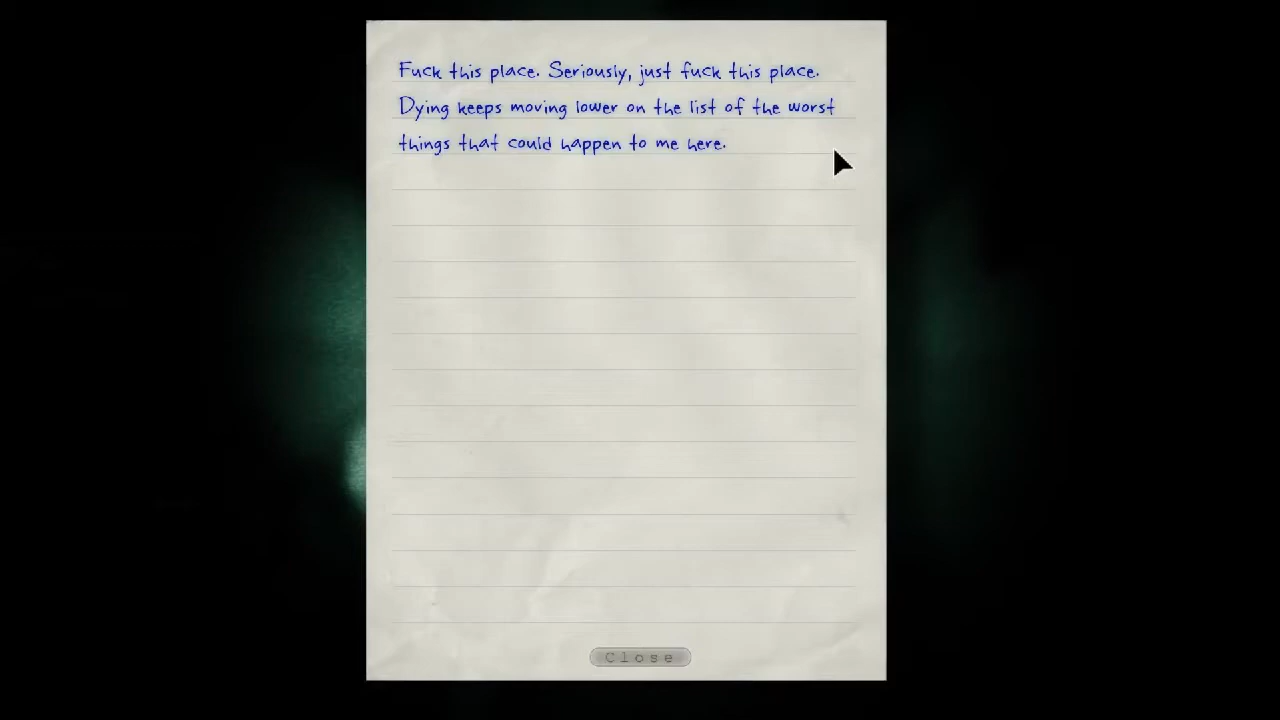 Fuck this place. Seriously, just fuck this place.
Dying keeps moving lower on the list of the worst
things that could happen to me here.
Close